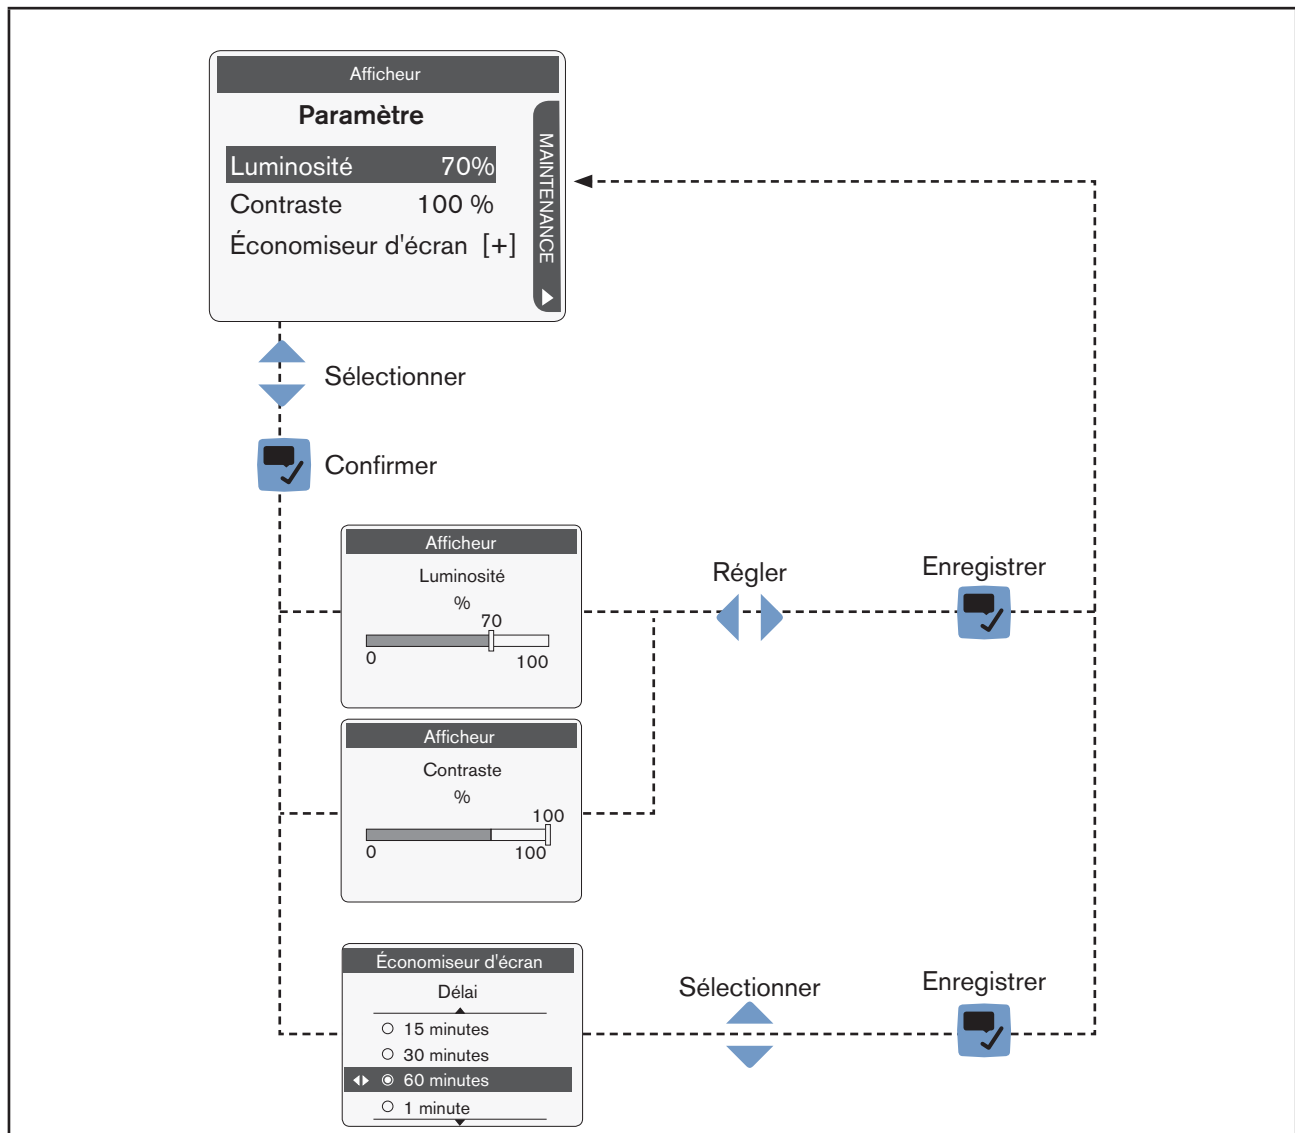 Afficheur
Paramètre
Luminosité 70%
Contraste 100 %
Économiseur d'écran [+]
MAINTENANCE
Sélectionner
Confirmer
Afficheur
Luminosité
%
70
0 100
Régler
Enregistrer
Afficheur
Contraste
%
100
0 100
Économiseur d'écran
Délai
15 minutes
30 minutes
60 minutes
1 minute
Sélectionner
Enregistrer